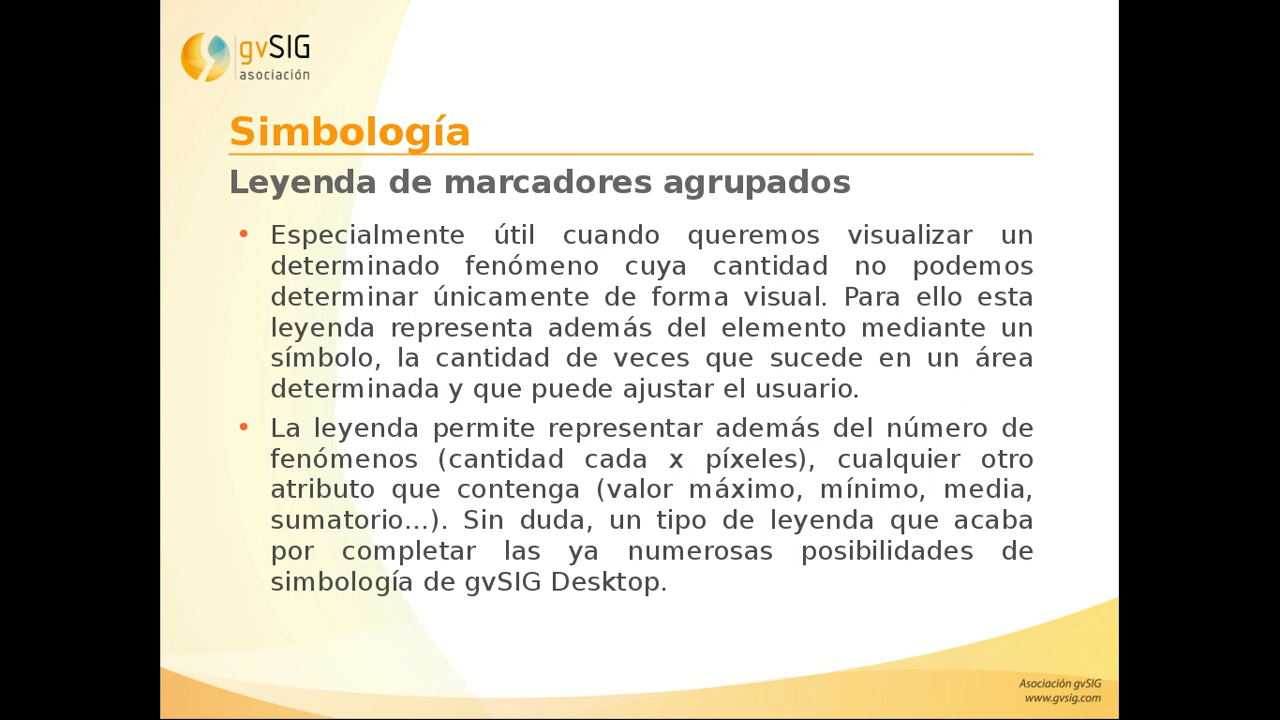 gvSIG
asociación
Simbología
Leyenda de marcadores agrupados
• Especialmente útil cuando queremos visualizar un
determinado fenómeno cuya cantidad no podemos
determinar únicamente de forma visual. Para ello esta
leyenda representa además del elemento mediante un
símbolo, la cantidad de veces que sucede en un área
determinada y que puede ajustar el usuario.
• La leyenda permite representar además del número de
fenómenos (cantidad cada x píxeles), cualquier otro
atributo que contenga (valor máximo, mínimo, media,
sumatorio...). Sin duda, un tipo de leyenda que acaba
por completar las ya numerosas posibilidades de
simbología de gvSIG Desktop.
Asociación gvSIG
www.gvsig.com